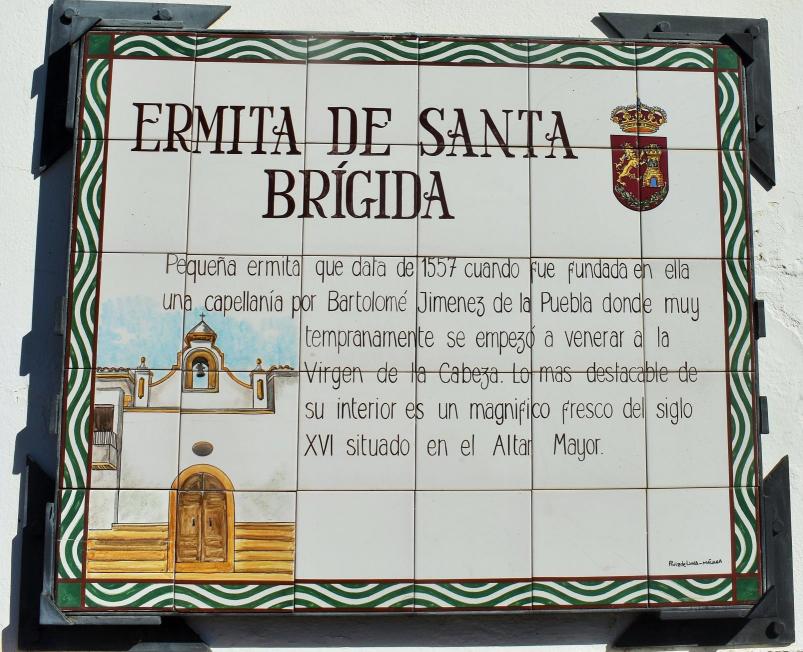 ERMITA DE SANTA
BRÍGIDA
Pequeña ermita que data de 1557 cuando fue fundada en ella
una capellanía por Bartolomé Jimenez de la Puebla donde muy
tempranamente se empezó a venerar a la
Virgen de la Cabeza. Lo mas destacable de
su interior es un magnifico fresco del siglo
XVI situado en el Altar Mayor.